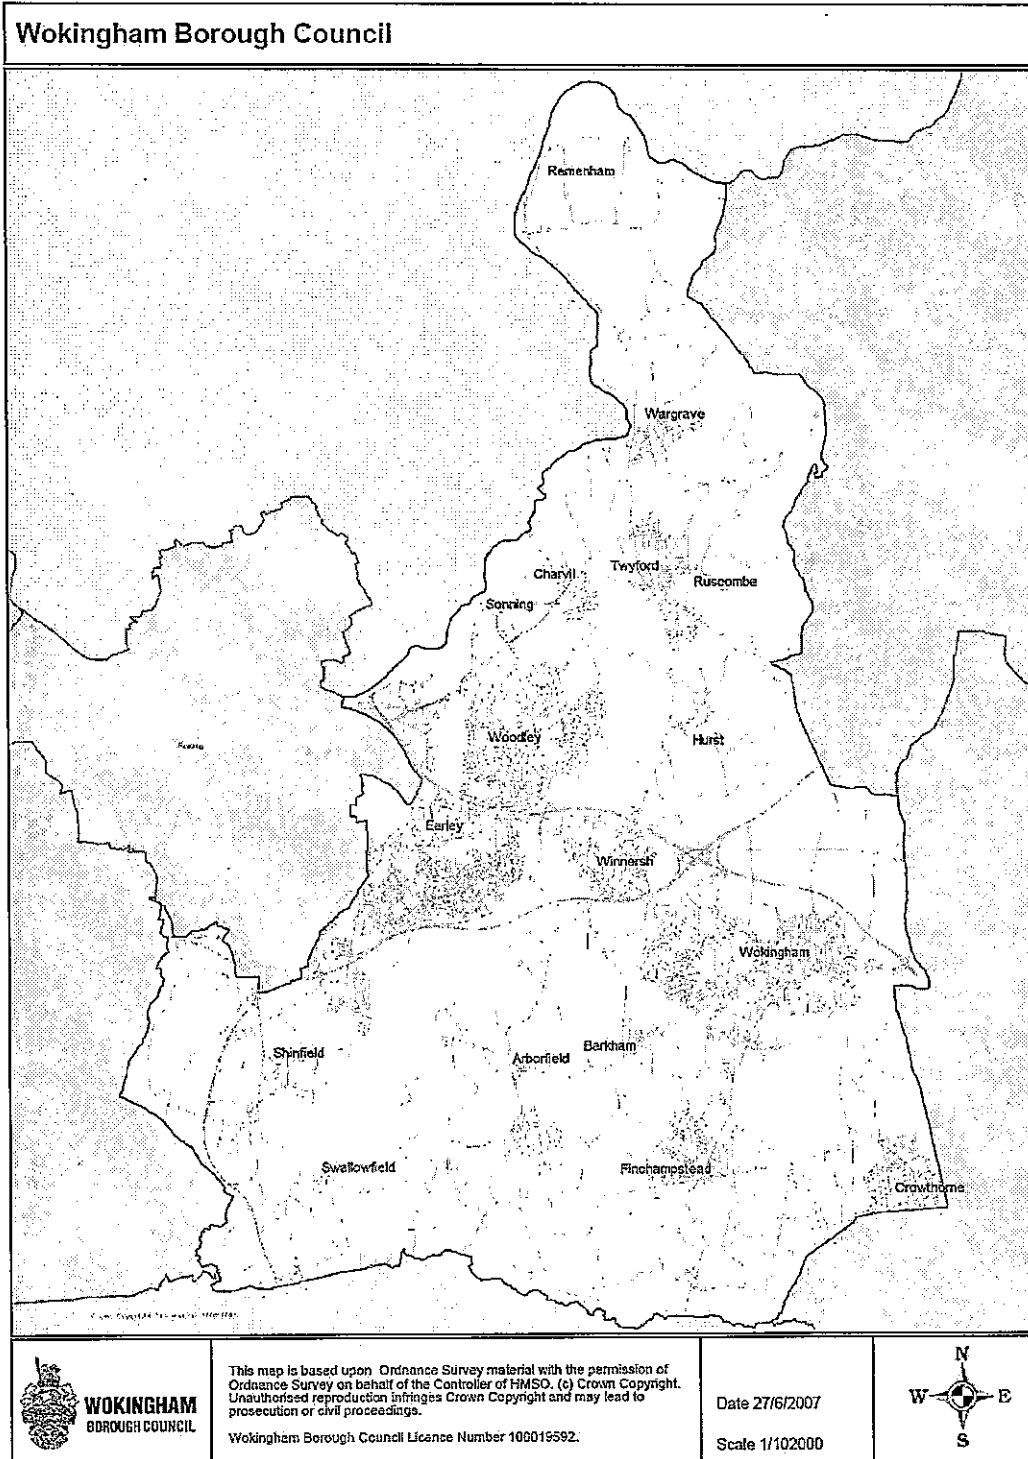 Wokingham Borough Council
Remenham
Wargrave
Charvil
Twyford
Ruscombe
Sonning
Woodley
Hurst
Earley
Winnersh
Wokingham
Shinfield
Arborfield
Barkham
Swallowfield
Finchampstead
Crowthorne
WOKINGHAM
BOROUGH COUNCIL
This map is based upon Ordnance Survey material with the permission of
Ordnance Survey on behalf of the Controller of HMSO. (c) Crown Copyright.
Unauthorised reproduction infringes Crown Copyright and may lead to
prosecution or civil proceedings.
Wokingham Borough Council Licence Number 100019592.
Date 27/6/2007
Scale 1/102000
N
W
E
S